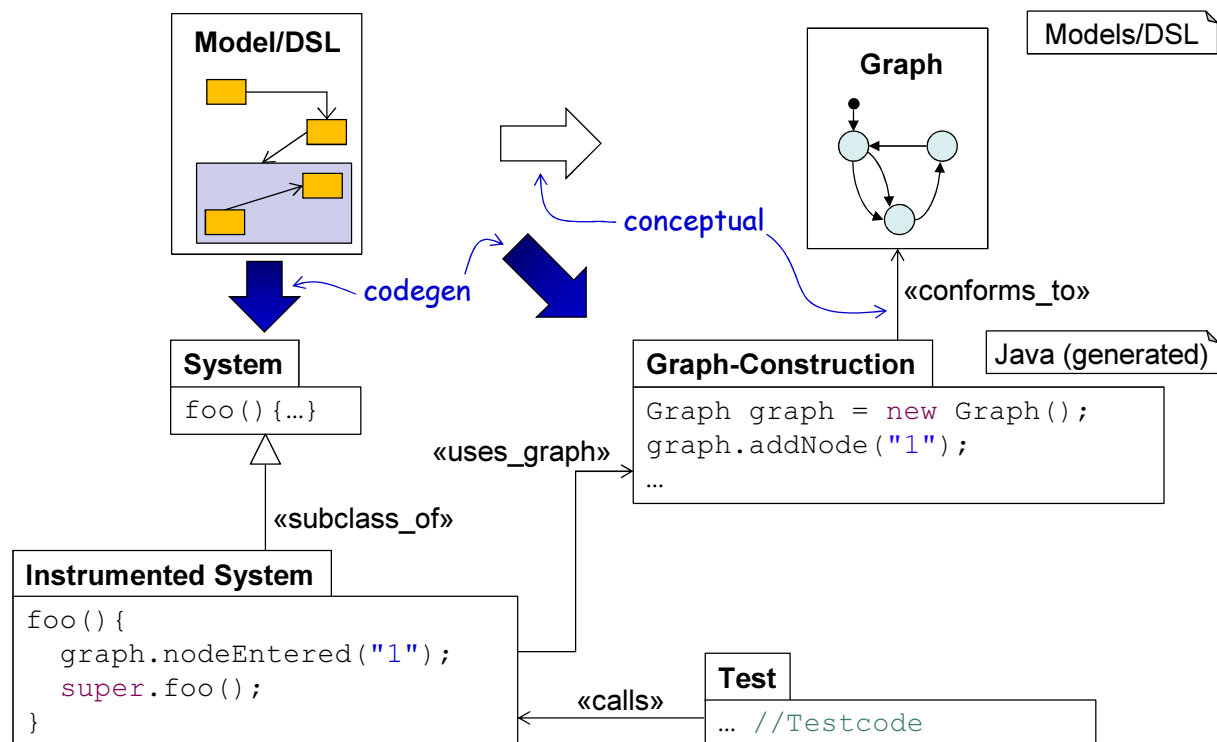 Model/DSL
Graph
Models/DSL
conceptual
codegen
«conforms_to»
System
foo(){…}
Graph-Construction
Java (generated)
Graph graph = new Graph();
graph.addNode("1");
…
«uses_graph»
«subclass_of»
Instrumented System
foo(){
graph.nodeEntered("1");
super.foo();
}
«calls»
Test
… //Testcode